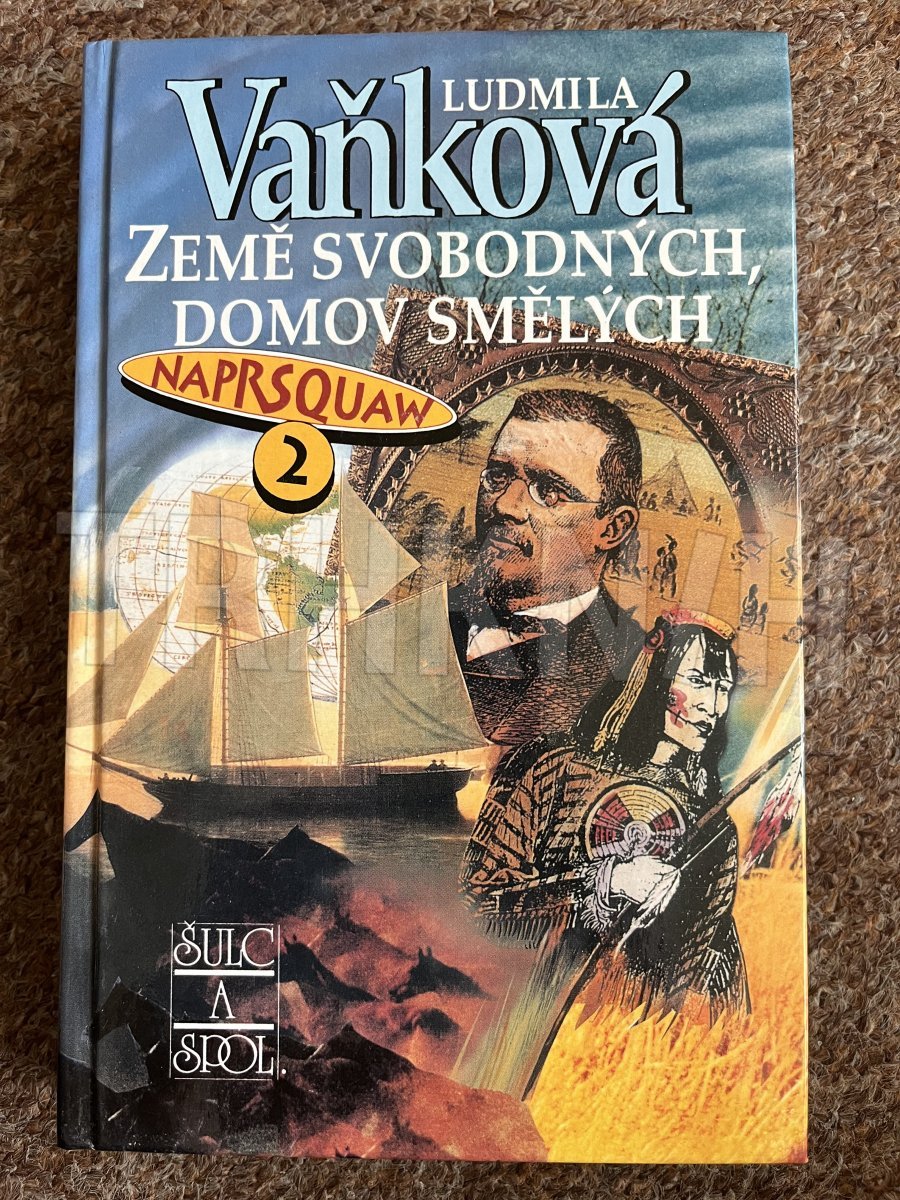 LUDMILA
Vaňková
ZEMĚ SVOBODNÝCH,
DOMOV SMĚLÝCH
NAPRSQUAW
2
ŠULC
A
SPOL.